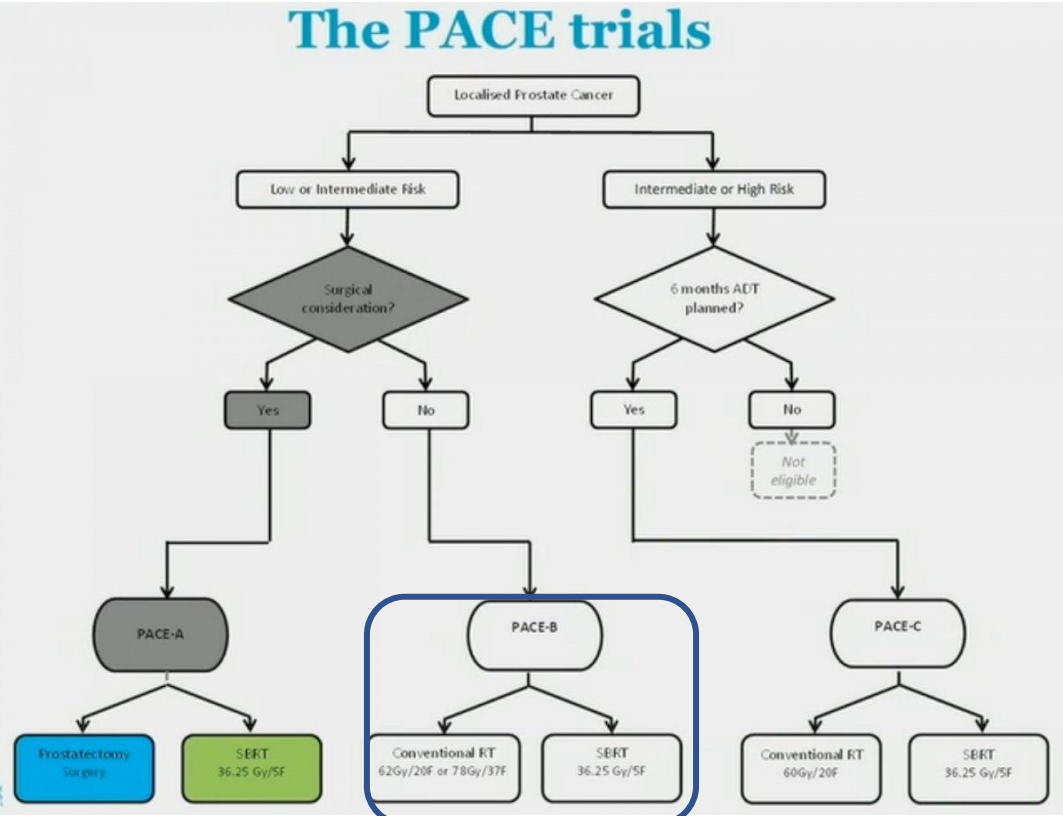 The PACE trials
Localised Prostate Cancer
Low or Intermediate Risk
Intermediate or High Risk
Surgical
consideration?
6 months ADT
planned?
Yes
No
Yes
No
Not
eligible
PACE-A
PACE-B
PACE-C
Prostatectomy
Surgery
SBRT
36.25 Gy/5F
Conventional RT
62Gy/20F or 78Gy/37F
SBRT
36.25 Gy/5F
Conventional RT
60Gy/20F
SBRT
36.25 Gy/5F